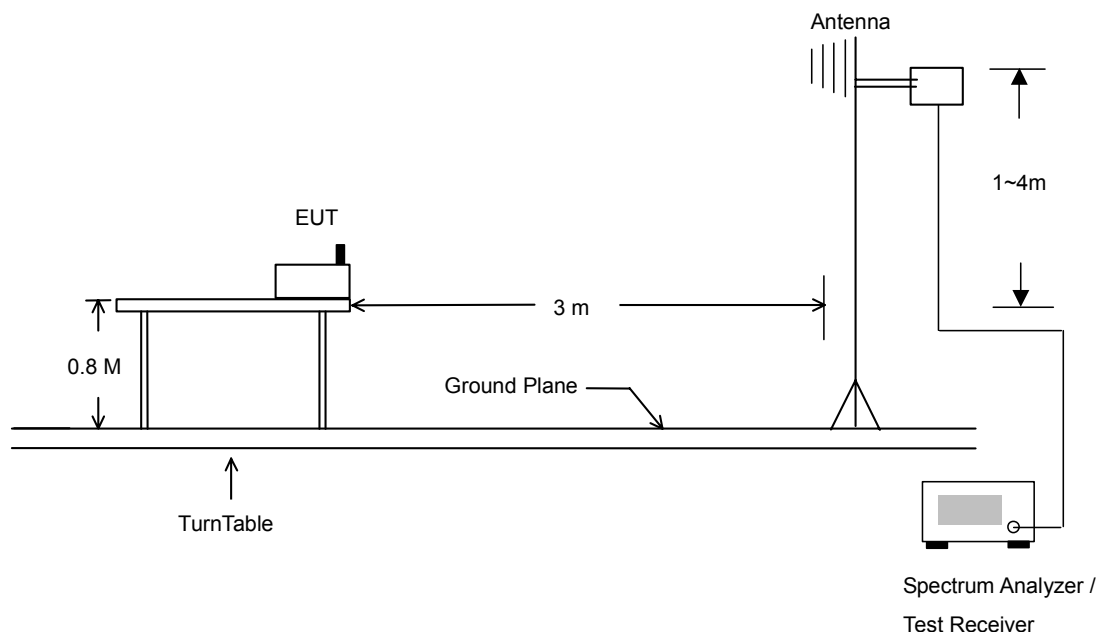 Antenna
1~4m
EUT
3 m
0.8 M
Ground Plane
TurnTable
Spectrum Analyzer /
Test Receiver